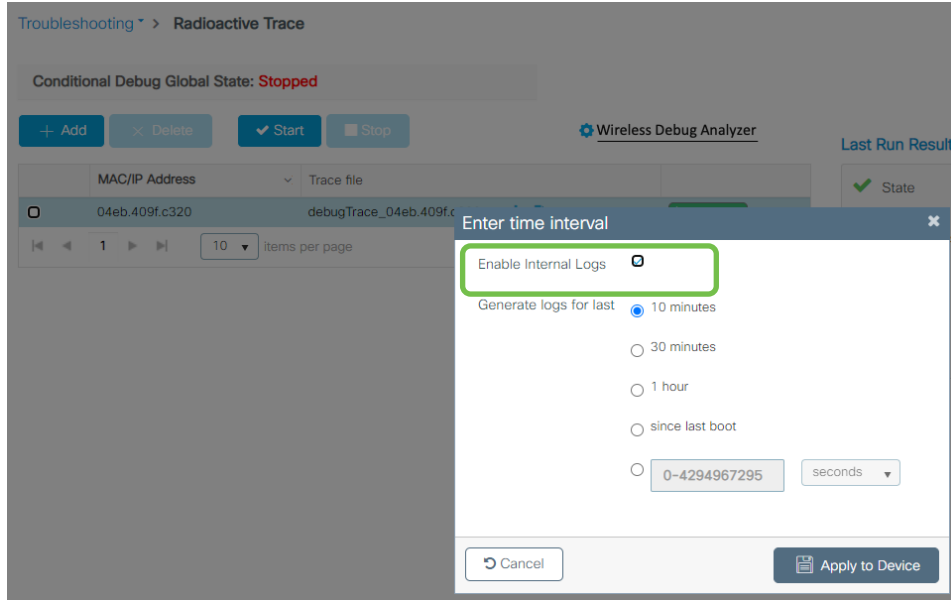 Troubleshooting > Radioactive Trace
Conditional Debug Global State: Stopped
+ Add × Delete ✔ Start Stop
Wireless Debug Analyzer
Last Run Result
MAC/IP Address Trace file
State
04eb.409f.c320 debugTrace_04eb.409f.c
1 10 items per page
Enter time interval
Enable Internal Logs
Generate logs for last 10 minutes
30 minutes
1 hour
since last boot
0-4294967295 seconds
Cancel Apply to Device